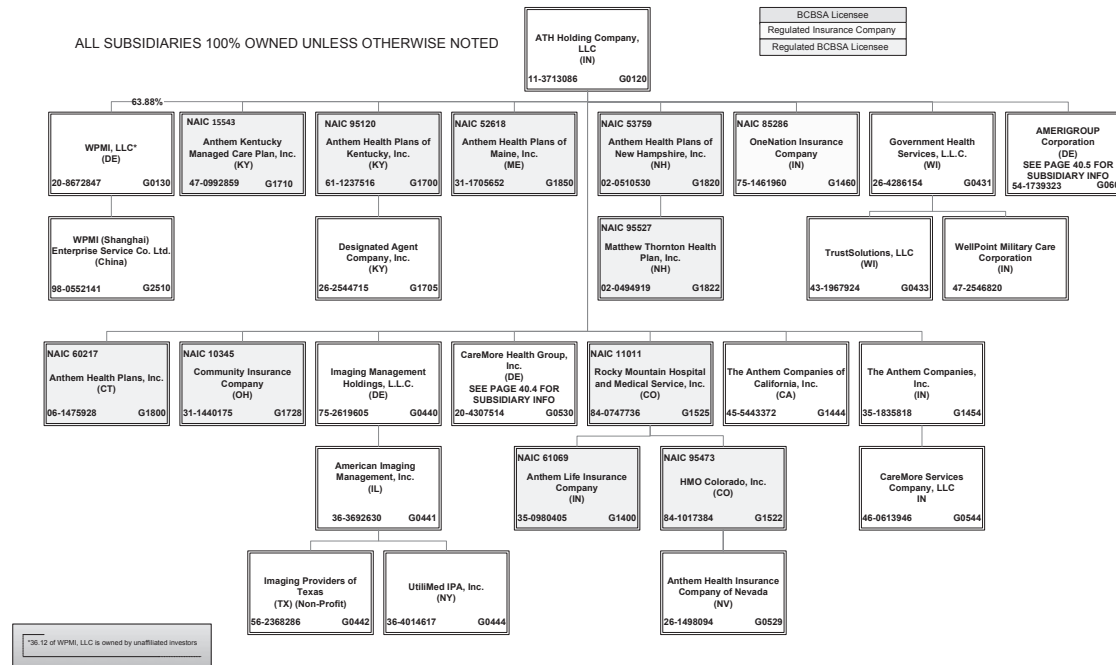 ALL SUBSIDIARIES 100% OWNED UNLESS OTHERWISE NOTED
ATH Holding Company,
LLC
(IN)
11-3713086 G0120
BCBSA Licensee
Regulated Insurance Company
Regulated BCBSA Licensee
63.88%
WPMI, LLC*
(DE)
20-8672847 G0130
NAIC 15543
Anthem Kentucky
Managed Care Plan, Inc.
(KY)
47-0992859 G1710
NAIC 95120
Anthem Health Plans of
Kentucky, Inc.
(KY)
61-1237516 G1700
NAIC 52618
Anthem Health Plans of
Maine, Inc.
(ME)
31-1705652 G1850
NAIC 53759
Anthem Health Plans of
New Hampshire, Inc.
(NH)
02-0510530 G1820
NAIC 85286
OneNation Insurance
Company
(IN)
75-1461960 G1460
Government Health
Services, L.L.C.
(WI)
26-4286154 G0431
AMERIGROUP
Corporation
(DE)
SEE PAGE 40.5 FOR
SUBSIDIARY INFO
54-1739323
WPMI (Shanghai)
Enterprise Service Co. Ltd.
(China)
98-0552141 G2510
Designated Agent
Company, Inc.
(KY)
26-2544715 G1705
NAIC 95527
Matthew Thornton Health
Plan, Inc.
(NH)
02-0494919 G1822
TrustSolutions, LLC
(WI)
43-1967924 G0433
WellPoint Military Care
Corporation
(IN)
47-2546820
NAIC 60217
Anthem Health Plans, Inc.
(CT)
06-1475928 G1800
NAIC 10345
Community Insurance
Company
(OH)
31-1440175 G1728
Imaging Management
Holdings, L.L.C.
(DE)
75-2619605 G0440
CareMore Health Group,
Inc.
(DE)
SEE PAGE 40.4 FOR
SUBSIDIARY INFO
20-4307514 G0530
NAIC 11011
Rocky Mountain Hospital
and Medical Service, Inc.
(CO)
84-0747736 G1525
The Anthem Companies of
California, Inc.
(CA)
45-5443372 G1444
The Anthem Companies,
Inc.
(IN)
35-1835818 G1454
American Imaging
Management, Inc.
(IL)
36-3692630 G0441
NAIC 61069
Anthem Life Insurance
Company
(IN)
35-0980405 G1400
NAIC 95473
HMO Colorado, Inc.
(CO)
84-1017384 G1522
CareMore Services
Company, LLC
IN
46-0613946 G0544
Imaging Providers of
Texas
(TX) (Non-Profit)
56-2368286 G0442
UtiliMed IPA, Inc.
(NY)
36-4014617 G0444
Anthem Health Insurance
Company of Nevada
(NV)
26-1498094 G0529
*36.12 of WPMI, LLC is owned by unaffiliated investors